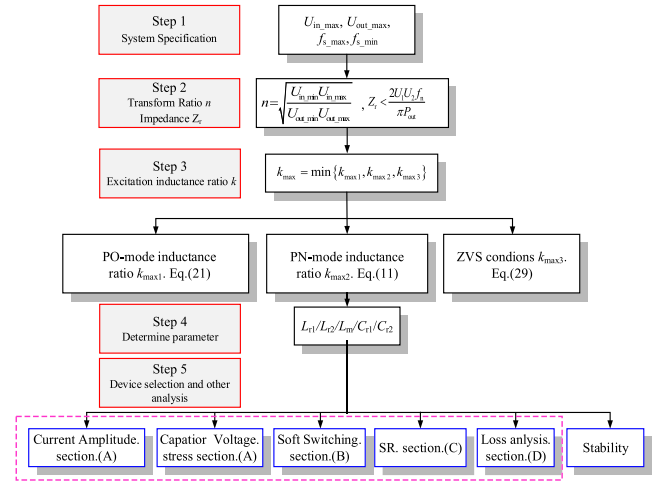 Step 1
System Specification
U_in_max, U_out_max,
f_s_max, f_s_min
Step 2
Transform Ratio n
Impedance Z_r
n=√(U_in_min U_in_max / U_out_min U_out_max) , Z_r < 2U_1U_2f_n / πP_out
Step 3
Excitation inductance ratio k
k_max = min{k_max1, k_max2, k_max3}
PO-mode inductance
ratio k_max1. Eq.(21)
PN-mode inductance
ratio k_max2. Eq.(11)
ZVS condions k_max3.
Eq.(29)
Step 4
Determine parameter
L_r1/L_r2/L_m/C_r1/C_r2
Step 5
Device selection and other
analysis
Current Amplitude.
section.(A)
Capatior Voltage.
stress section.(A)
Soft Switching.
section.(B)
SR. section.(C)
Loss anlysis.
section.(D)
Stability